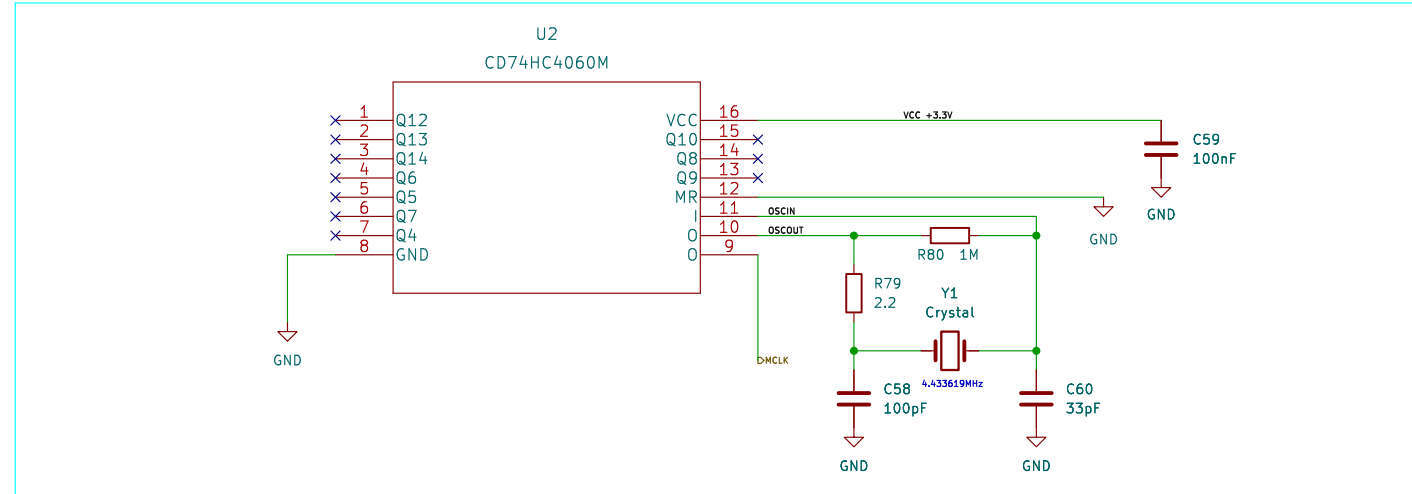 U2
CD74HC4060M
1 Q12
2 Q13
3 Q14
4 Q6
5 Q5
6 Q7
7 Q4
8 GND
VCC 16
Q10 15
Q8 14
Q9 13
MR 12
I 11
O 10
O 9
VCC +3.3V
C59
100nF
GND
GND
OSCIN
OSCOUT
R80 1M
R79
2.2
Y1
Crystal
4.433619MHz
MCLK
GND
C58
100pF
C60
33pF
GND
GND